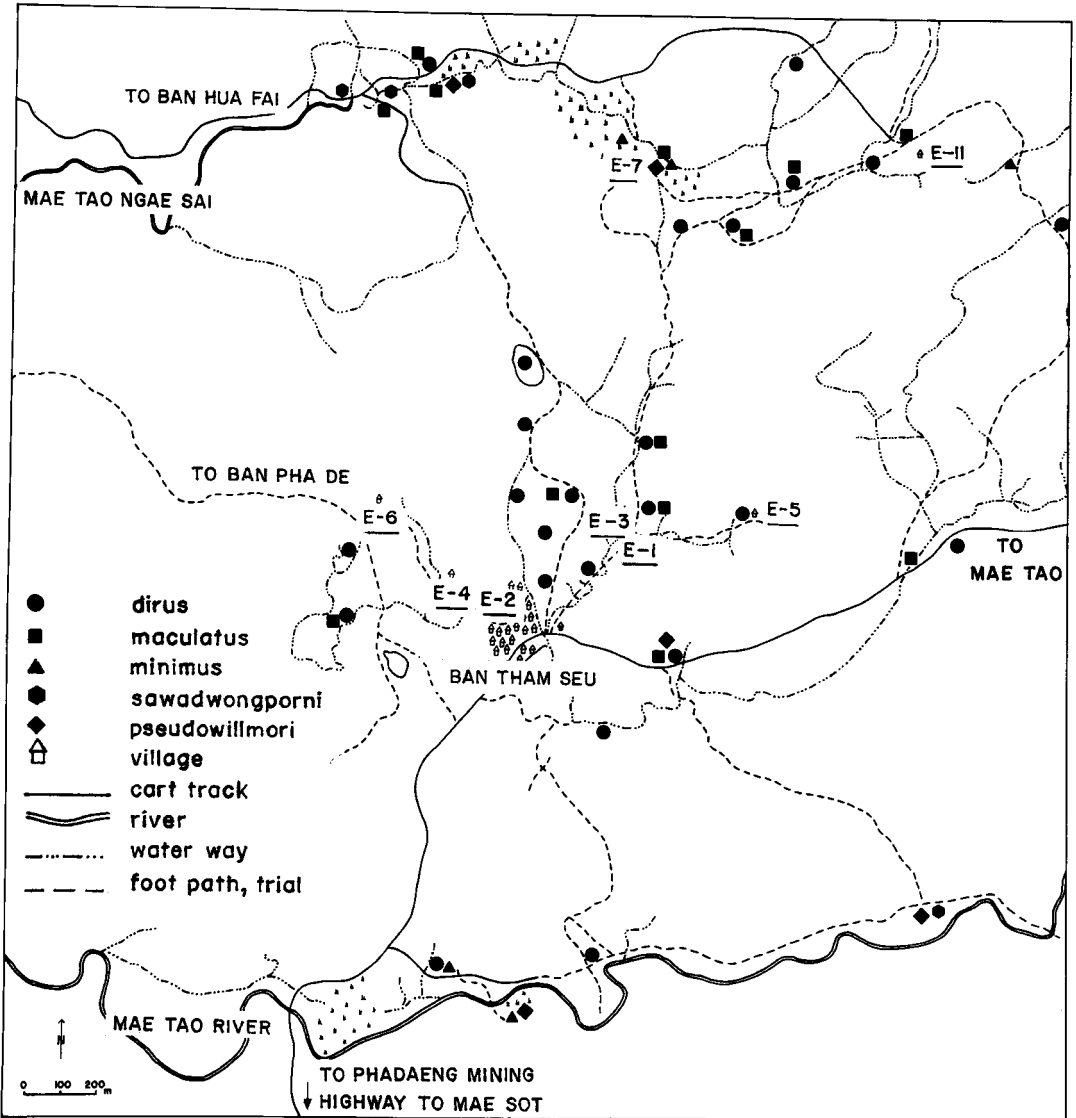 TO BAN HUA FAI
E-7
E-11
MAE TAO NGAE SAI
TO BAN PHA DE
E-6
E-3
E-5
E-1
TO
MAE TAO
E-4
E-2
BAN THAM SEU
dirus
maculatus
minimus
sawadwongporni
pseudowillmori
village
cart track
river
water way
foot path, trial
MAE TAO RIVER
N
0 100 200m
TO PHADAENG MINING
HIGHWAY TO MAE SOT